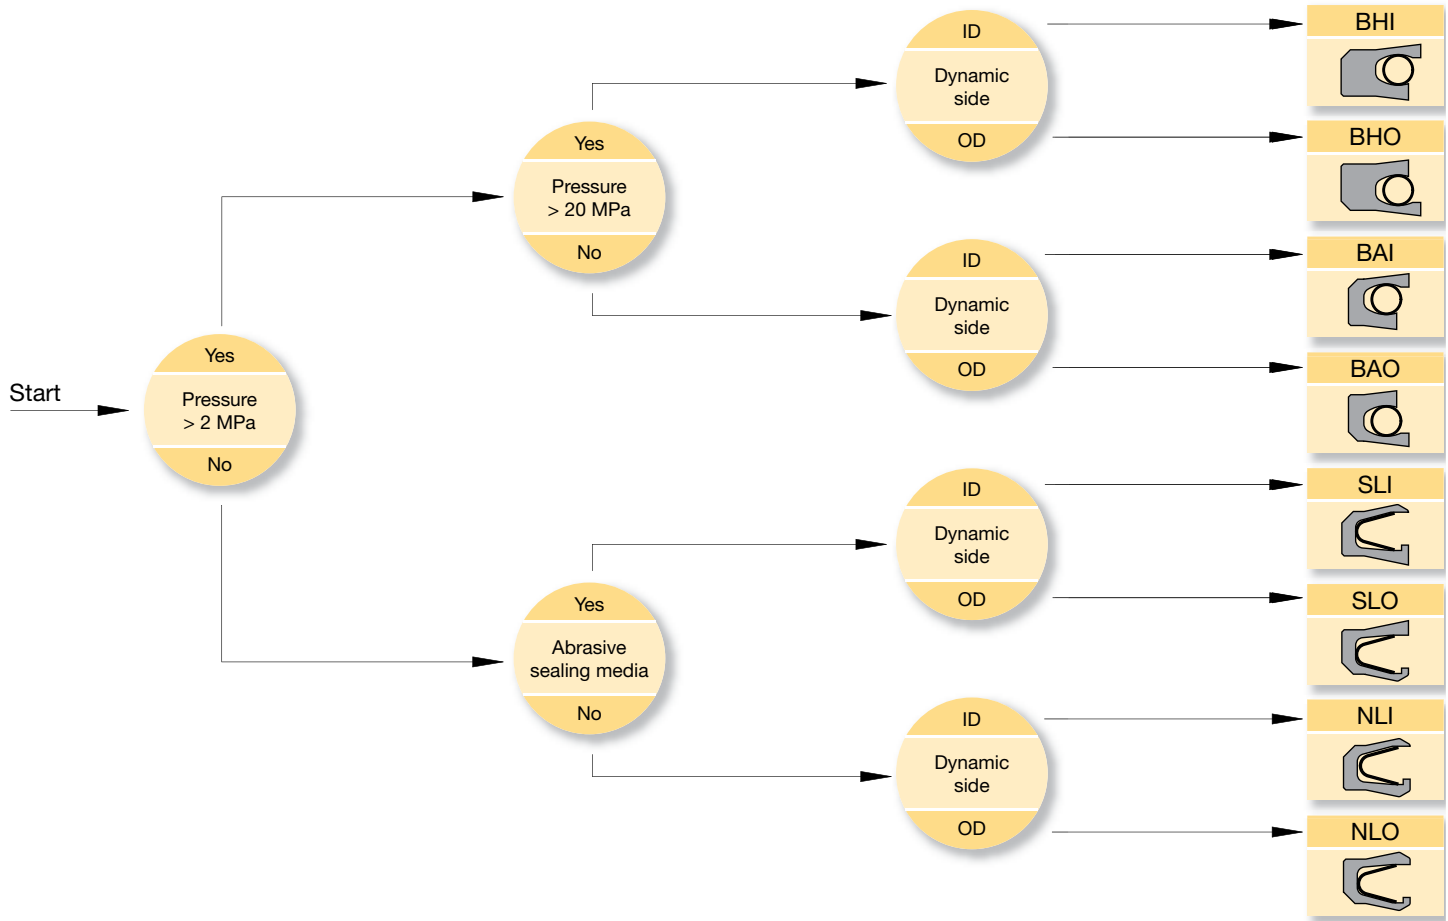 Start
Yes
Pressure
> 2 MPa
No
Yes
Pressure
> 20 MPa
No
Yes
Abrasive
sealing media
No
ID
Dynamic
side
OD
ID
Dynamic
side
OD
ID
Dynamic
side
OD
ID
Dynamic
side
OD
BHI
BHO
BAI
BAO
SLI
SLO
NLI
NLO